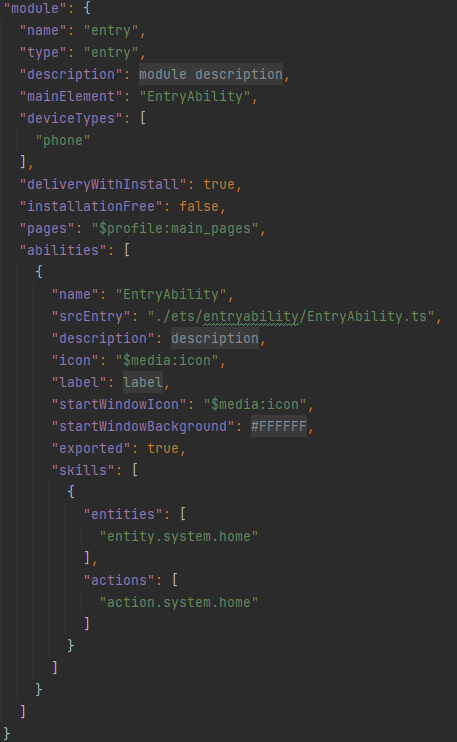 "module": {
"name": "entry",
"type": "entry",
"description": module description,
"mainElement": "EntryAbility",
"deviceTypes": [
"phone"
],
"deliveryWithInstall": true,
"installationFree": false,
"pages": "$profile:main_pages",
"abilities": [
{
"name": "EntryAbility",
"srcEntry": "./ets/entryability/EntryAbility.ts",
"description": description,
"icon": "$media:icon",
"label": label,
"startWindowIcon": "$media:icon",
"startWindowBackground": #FFFFFF,
"exported": true,
"skills": [
{
"entities": [
"entity.system.home"
],
"actions": [
"action.system.home"
]
}
]
}
]
}